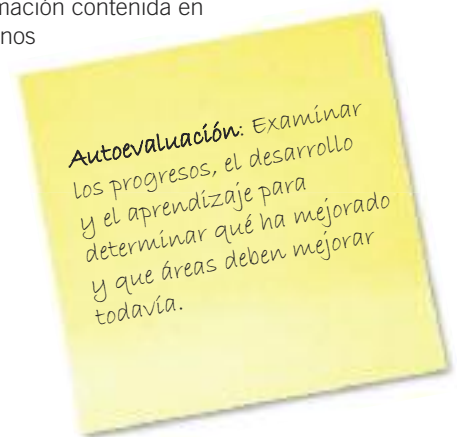 mación contenida en
nos
Autoevaluación: Examinar
los progresos, el desarrollo
y el aprendizaje para
determinar qué ha mejorado
y que áreas deben mejorar
todavía.